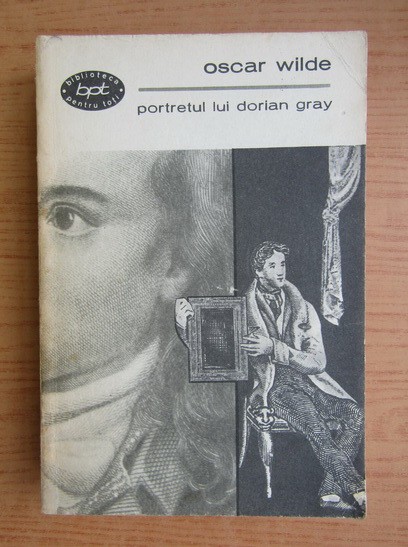 biblioteca
bpt
pentru toți
oscar wilde
portretul lui dorian gray